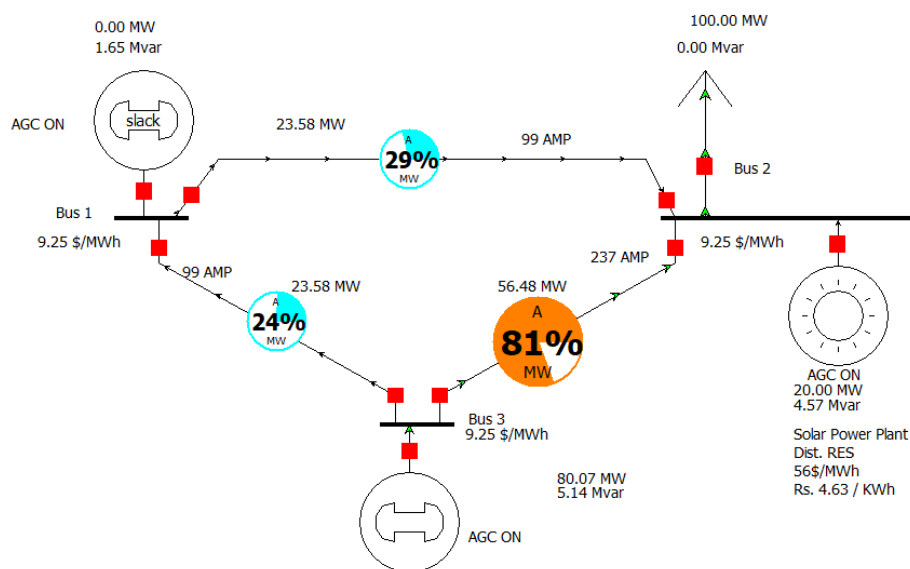 0.00 MW
1.65 Mvar
AGC ON
slack
Bus 1
9.25 $/MWh
23.58 MW
A
29%
MW
99 AMP
100.00 MW
0.00 Mvar
Bus 2
9.25 $/MWh
99 AMP
23.58 MW
A
24%
MW
56.48 MW
237 AMP
A
81%
MW
Bus 3
9.25 $/MWh
80.07 MW
5.14 Mvar
AGC ON
AGC ON
20.00 MW
4.57 Mvar
Solar Power Plant
Dist. RES
56$/MWh
Rs. 4.63 / KWh